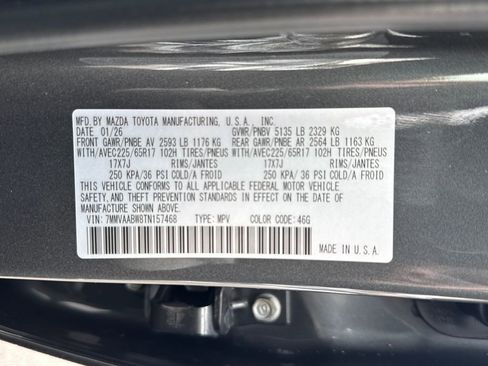 MFD. BY MAZDA TOYOTA MANUFACTURING, U.S.A., INC.
DATE 01/26 GVWR/PNBV 5135 LB 2329 KG
FRONT GAWR/PNBE AV 2593 LB 1176 KG REAR GAWR/PNBE AR 2564 LB 1163 KG
WITH/AVEC225/65R17 102H TIRES/PNEUS WITH/AVEC225/65R17 102H TIRES/PNEUS
17X7J RIMS/JANTES 17X7J RIMS/JANTES
250 KPA/36 PSI COLD/A FROID 250 KPA/36 PSI COLD/A FROID
THIS VEHICLE CONFORMS TO ALL APPLICABLE FEDERAL MOTOR VEHICLE
SAFETY, AND THEFT PREVENTION STANDARDS IN EFFECT ON THE DATE OF
MANUFACTURE SHOWN ABOVE.
VIN: 7MMVAABW8TN157468 TYPE: MPV COLOR CODE: 46G
MADE IN U.S.A.